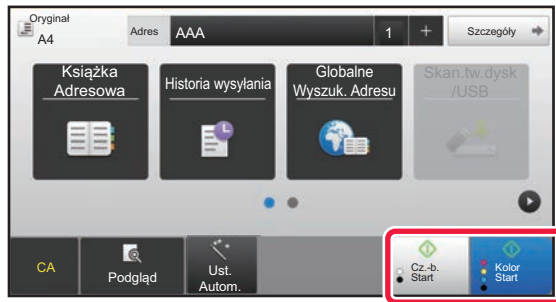 Oryginał
A4
Adres
AAA
1
+
Szczegóły
Książka
Adresowa
Historia wysyłania
Globalne
Wyszuk. Adresu
Skan.tw.dysk
/USB
CA
Podgląd
Ust.
Autom.
Cz.-b.
Start
Kolor
Start